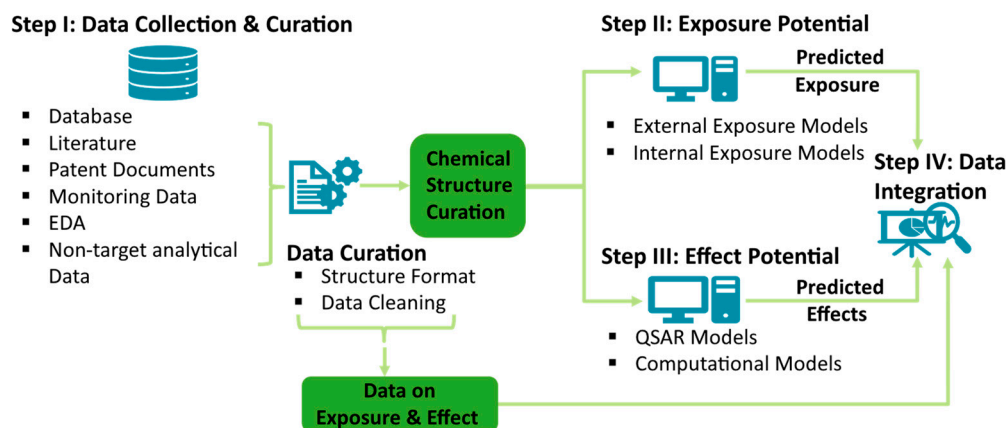 Step I: Data Collection & Curation
▪ Database
▪ Literature
▪ Patent Documents
▪ Monitoring Data
▪ EDA
▪ Non-target analytical
Data
Data Curation
▪ Structure Format
▪ Data Cleaning
Chemical
Structure
Curation
Data on
Exposure & Effect
Step II: Exposure Potential
Predicted
Exposure
▪ External Exposure Models
▪ Internal Exposure Models
Step III: Effect Potential
Predicted
Effects
▪ QSAR Models
▪ Computational Models
Step IV: Data
Integration